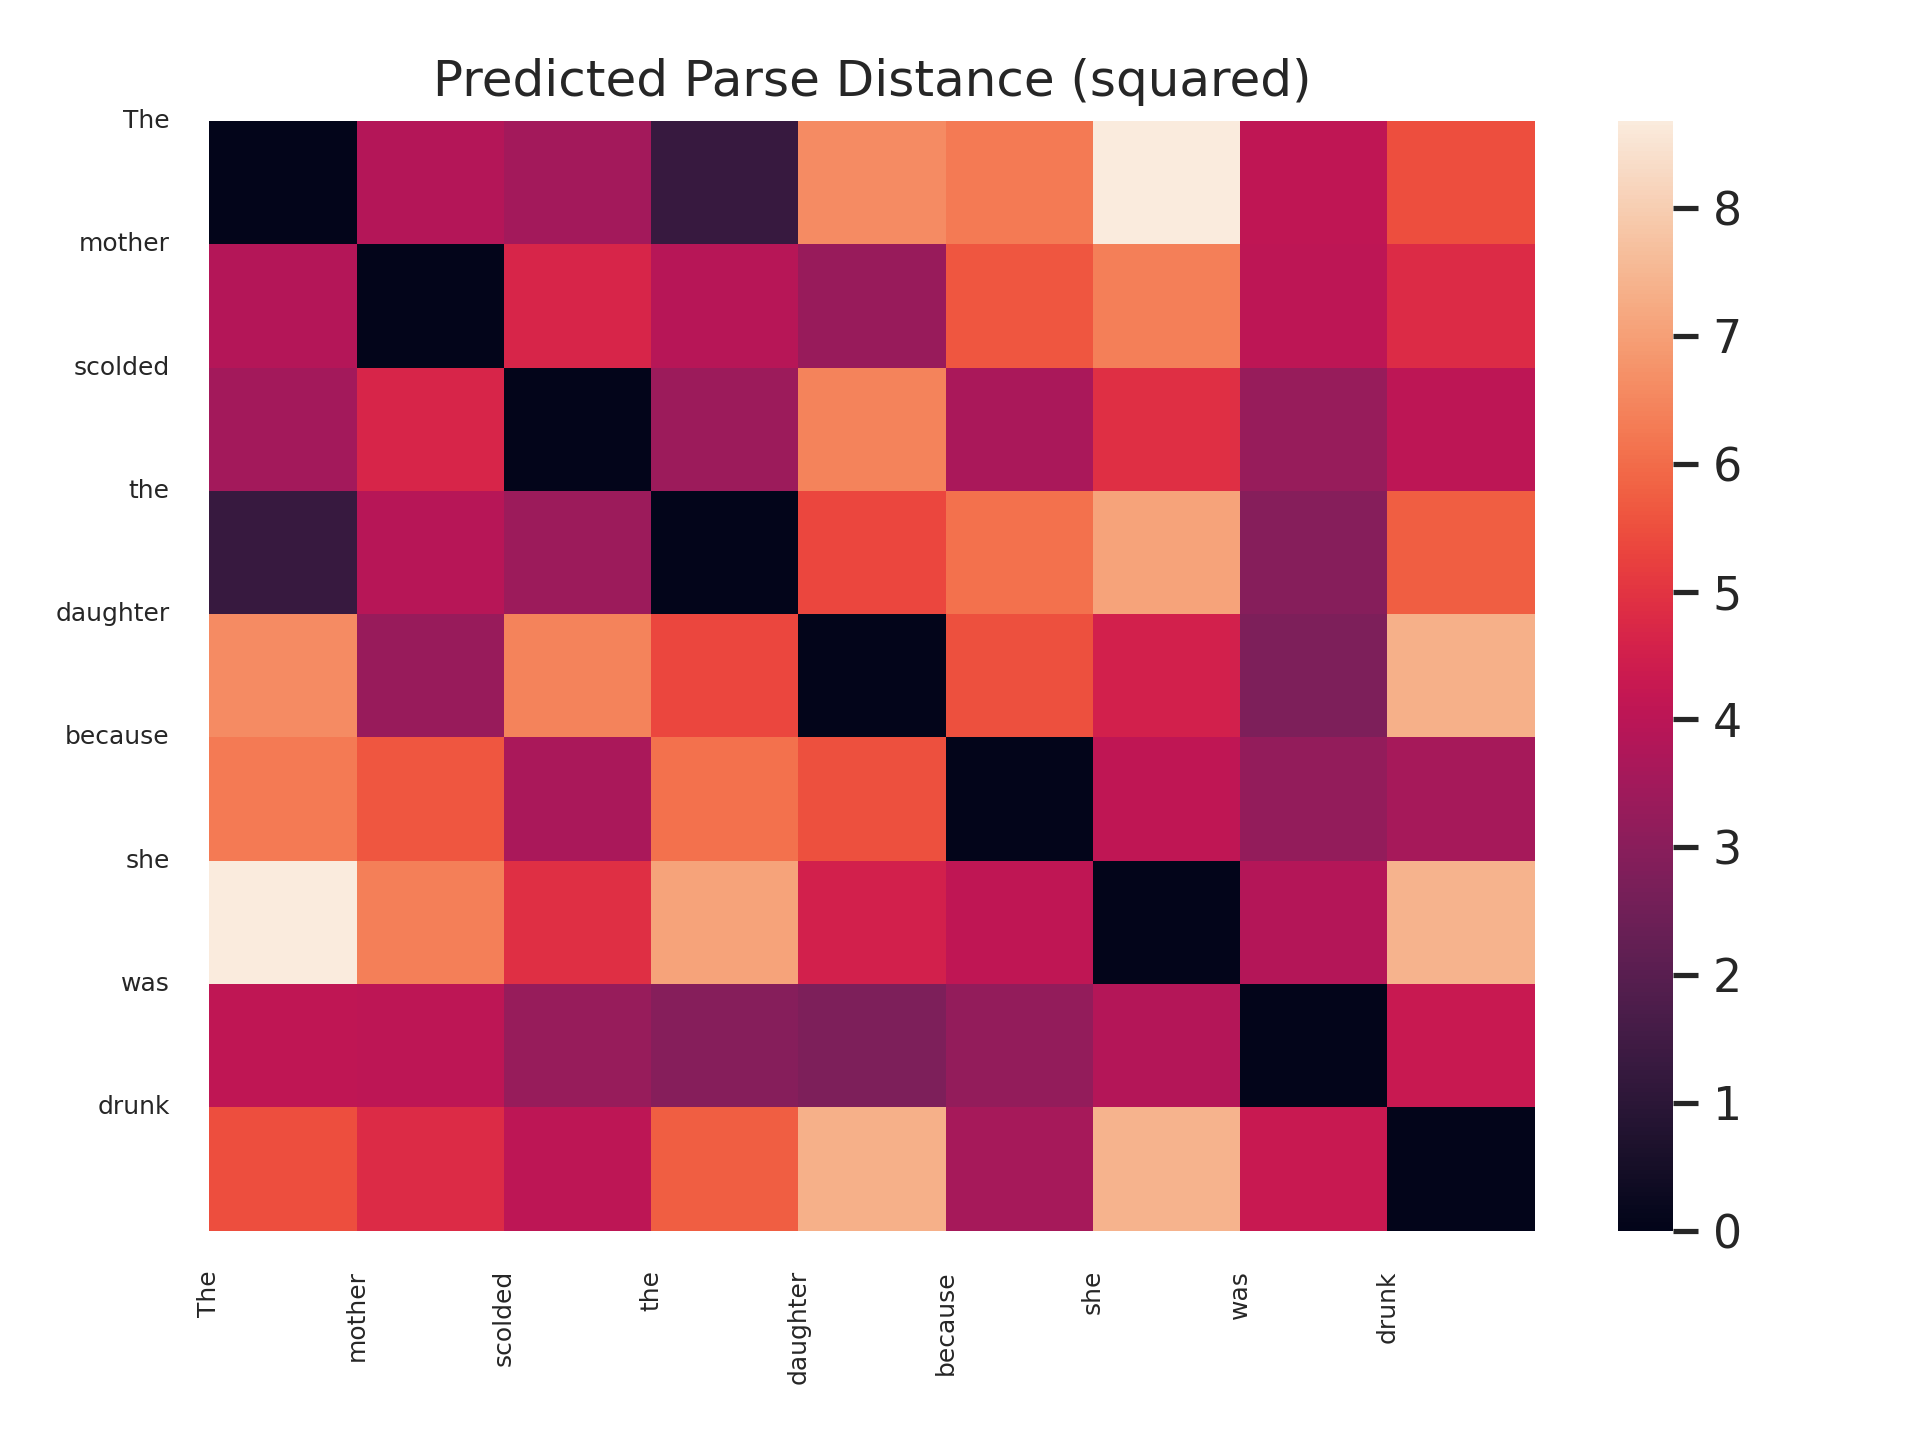 Predicted Parse Distance (squared)
The
mother
scolded
the
daughter
because
she
was
drunk
The
mother
scolded
the
daughter
because
she
was
drunk
8
7
6
5
4
3
2
1
0